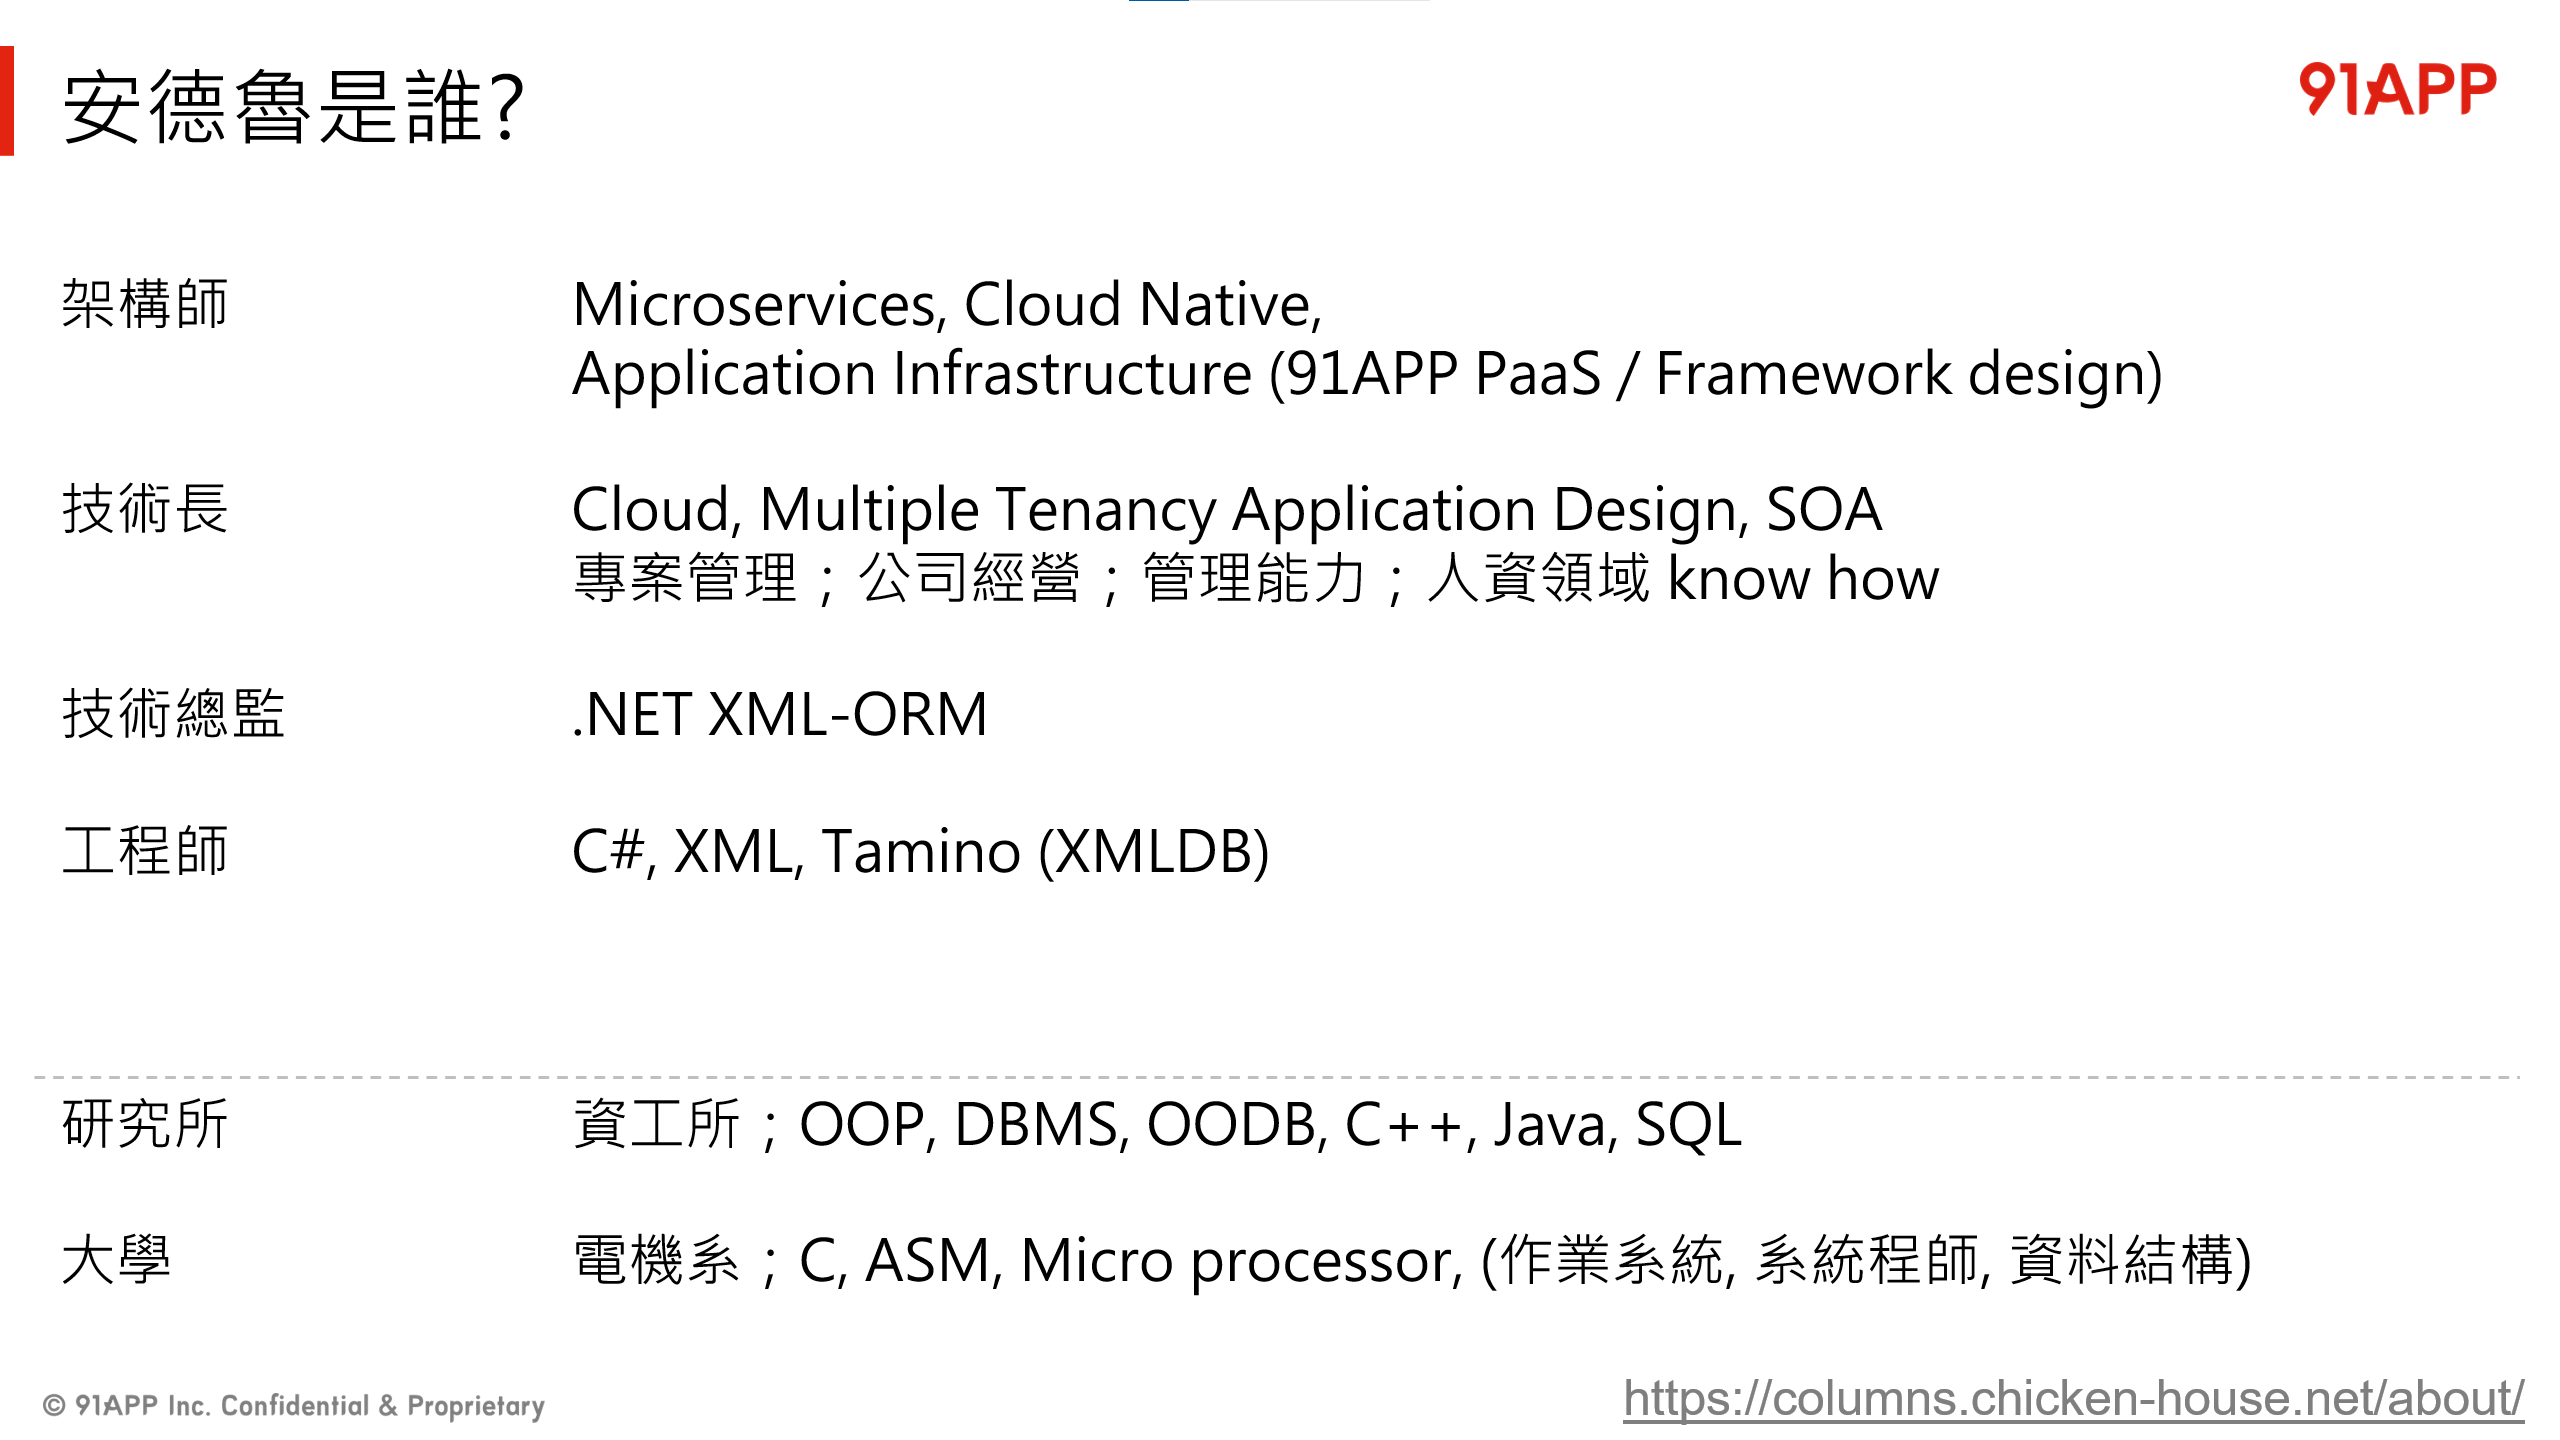 安德魯是誰?
91APP
架構師 Microservices, Cloud Native,
Application Infrastructure (91APP PaaS / Framework design)
技術長 Cloud, Multiple Tenancy Application Design, SOA
專案管理；公司經營；管理能力；人資領域 know how
技術總監 .NET XML-ORM
工程師 C#, XML, Tamino (XMLDB)
研究所 資工所；OOP, DBMS, OODB, C++, Java, SQL
大學 電機系；C, ASM, Micro processor, (作業系統, 系統程師, 資料結構)
© 91APP Inc. Confidential & Proprietary
https://columns.chicken-house.net/about/